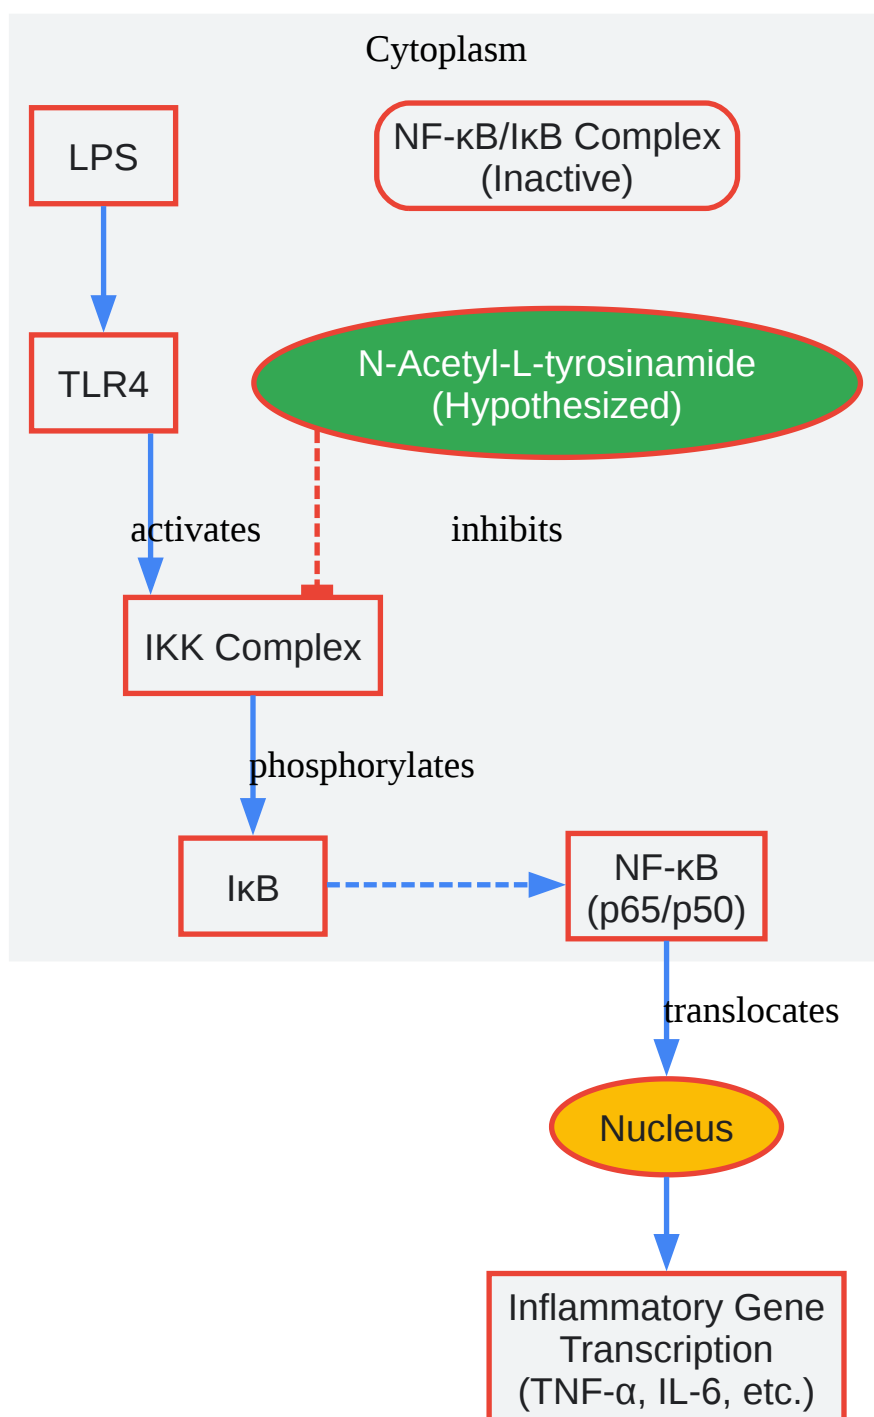 Cytoplasm
LPS
NF-κB/IκB Complex
(Inactive)
TLR4
N-Acetyl-L-tyrosinamide
(Hypothesized)
activates
inhibits
IKK Complex
phosphorylates
IκB
NF-κB
(p65/p50)
translocates
Nucleus
Inflammatory Gene
Transcription
(TNF-α, IL-6, etc.)